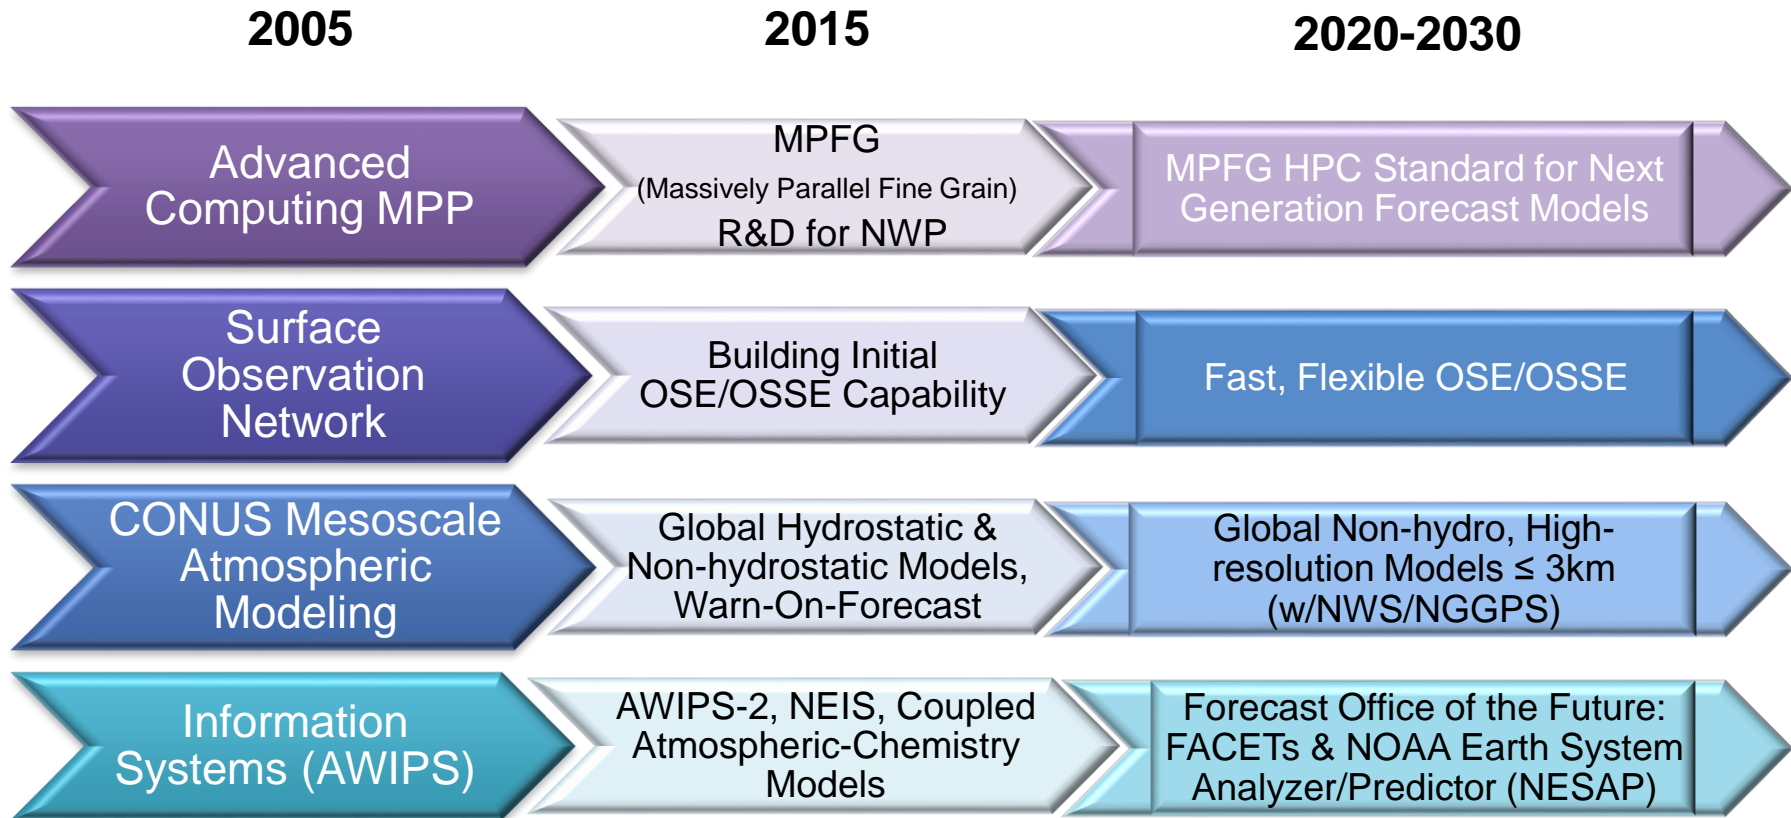 2005
2015
2020-2030
Advanced
Computing MPP
MPFG
(Massively Parallel Fine Grain)
R&D for NWP
MPFG HPC Standard for Next
Generation Forecast Models
Surface
Observation
Network
Building Initial
OSE/OSSE Capability
Fast, Flexible OSE/OSSE
CONUS Mesoscale
Atmospheric
Modeling
Global Hydrostatic &
Non-hydrostatic Models,
Warn-On-Forecast
Global Non-hydro, High-
resolution Models ≤ 3km
(w/NWS/NGGPS)
Information
Systems (AWIPS)
AWIPS-2, NEIS, Coupled
Atmospheric-Chemistry
Models
Forecast Office of the Future:
FACETs & NOAA Earth System
Analyzer/Predictor (NESAP)